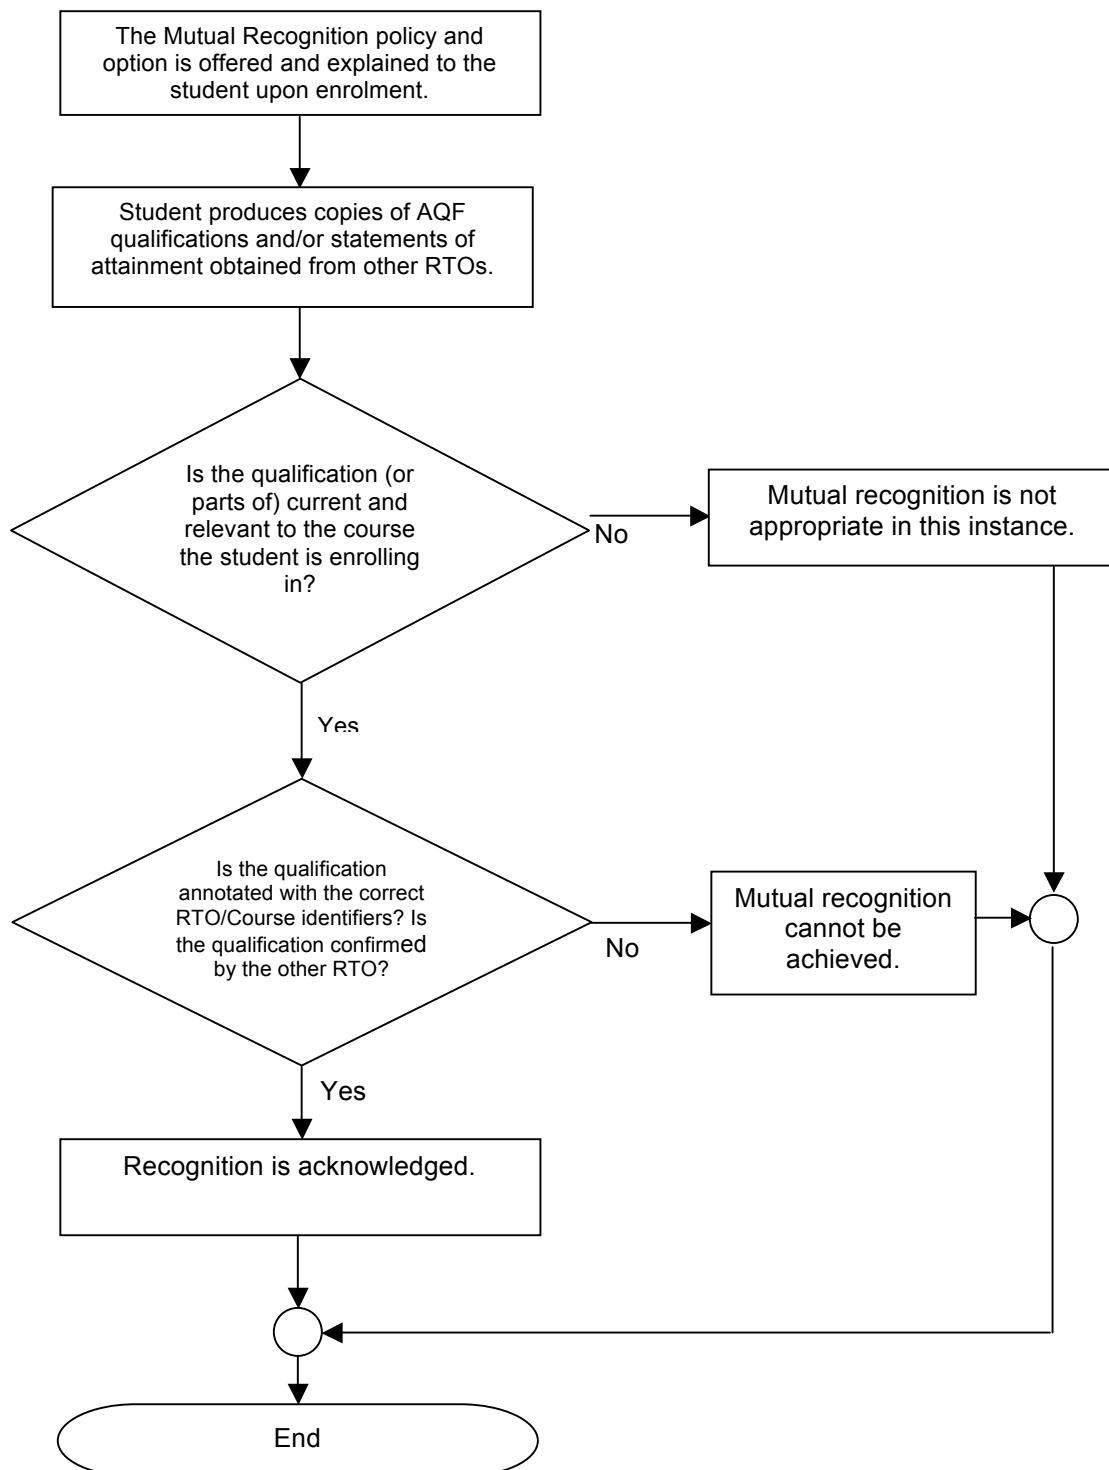 The Mutual Recognition policy and
option is offered and explained to the
student upon enrolment.
Student produces copies of AQF
qualifications and/or statements of
attainment obtained from other RTOs.
Is the qualification (or
parts of) current and
relevant to the course
the student is enrolling
in?
No
Mutual recognition is not
appropriate in this instance.
Yes
Is the qualification
annotated with the correct
RTO/Course identifiers? Is
the qualification confirmed
by the other RTO?
No
Mutual recognition
cannot be
achieved.
Yes
Recognition is acknowledged.
End